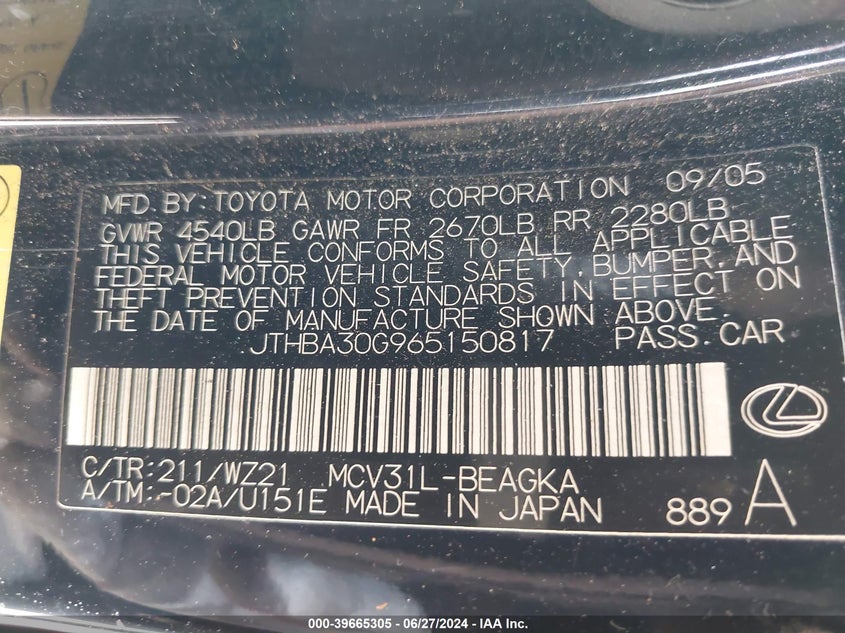 MFD. BY: TOYOTA MOTOR CORPORATION 09/05
GVWR 4540LB GAWR FR 2670LB RR 2280LB
THIS VEHICLE CONFORMS TO ALL APPLICABLE
FEDERAL MOTOR VEHICLE SAFETY, BUMPER, AND
THEFT PREVENTION STANDARDS IN EFFECT ON
THE DATE OF MANUFACTURE SHOWN ABOVE.
JTHBA30G965150817 PASS. CAR
C/TR: 211/WZ21 MCV31L-BEAGKA
A/TM: -02A/U151E MADE IN JAPAN 889 A
000-39665305 - 06/27/2024 - IAA Inc.